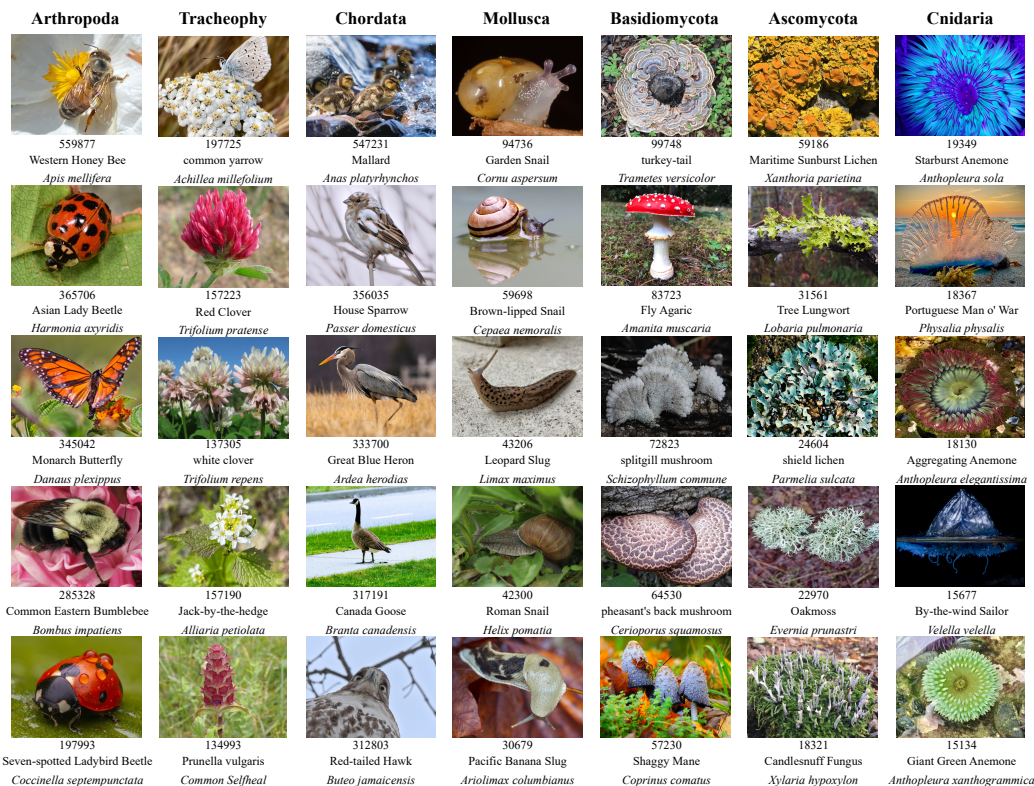 Arthropoda Tracheophy Chordata Mollusca Basidiomycota Ascomycota Cnidaria
559877 197725 547231 94736 99748 59186 19349
Western Honey Bee common yarrow Mallard Garden Snail turkey-tail Maritime Sunburst Lichen Starburst Anemone
Apis mellifera Achillea millefolium Anas platyrhynchos Cornu aspersum Trametes versicolor Xanthoria parietina Anthopleura sola
365706 157223 356035 59698 83723 31561 18367
Asian Lady Beetle Red Clover House Sparrow Brown-lipped Snail Fly Agaric Tree Lungwort Portuguese Man o' War
Harmonia axyridis Trifolium pratense Passer domesticus Cepaea nemoralis Amanita muscaria Lobaria pulmonaria Physalia physalis
345042 137305 333700 43206 72823 24604 18130
Monarch Butterfly white clover Great Blue Heron Leopard Slug splitgill mushroom shield lichen Aggregating Anemone
Danaus plexippus Trifolium repens Ardea herodias Limax maximus Schizophyllum commune Parmelia sulcata Anthopleura elegantissima
285328 157190 317191 42300 64530 22970 15677
Common Eastern Bumblebee Jack-by-the-hedge Canada Goose Roman Snail pheasant's back mushroom Oakmoss By-the-wind Sailor
Bombus impatiens Alliaria petiolata Branta canadensis Helix pomatia Cerioporus squamosus Evernia prunastri Velella velella
197993 134993 312803 30679 57230 18321 15134
Seven-spotted Ladybird Beetle Prunella vulgaris Red-tailed Hawk Pacific Banana Slug Shaggy Mane Candlesnuff Fungus Giant Green Anemone
Coccinella septempunctata Common Selfheal Buteo jamaicensis Ariolimax columbianus Coprinus comatus Xylaria hypoxylon Anthopleura xanthogrammica